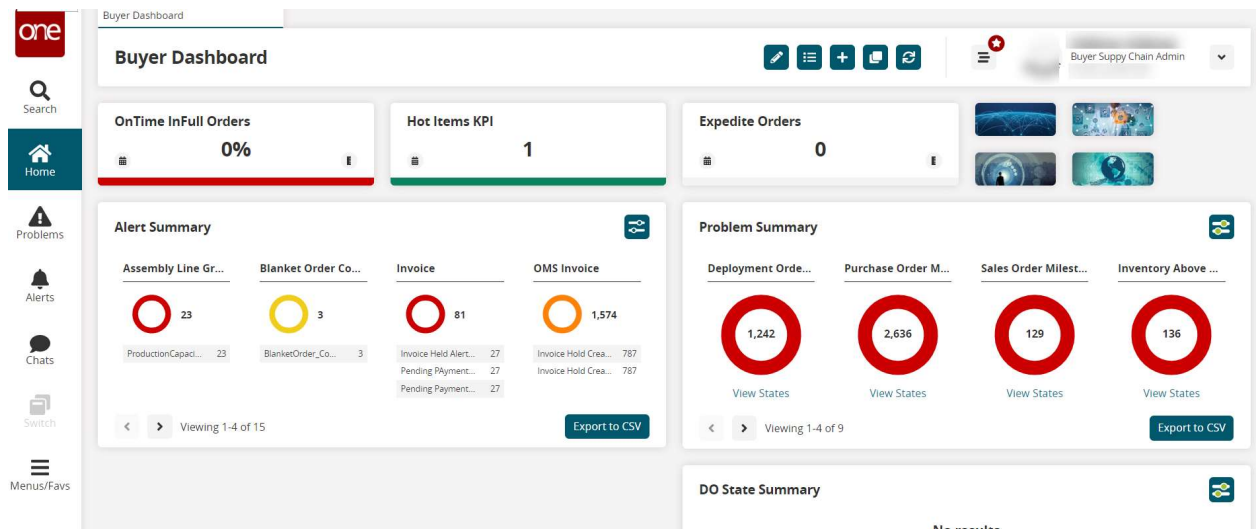 one
Search
Home
Problems
Alerts
Chats
Switch
Menus/Favs
Buyer Dashboard
Buyer Dashboard
Buyer Suppy Chain Admin
OnTime InFull Orders
0%
Hot Items KPI
1
Expedite Orders
0
Alert Summary
Assembly Line Gr...
23
ProductionCapaci... 23
Blanket Order Co...
3
BlanketOrder_Co... 3
Invoice
81
Invoice Held Alert... 27
Pending PAyment... 27
Pending Payment... 27
OMS Invoice
1,574
Invoice Hold Crea... 787
Invoice Hold Crea... 787
Viewing 1-4 of 15
Export to CSV
Problem Summary
Deployment Orde...
1,242
View States
Purchase Order M...
2,636
View States
Sales Order Milest...
129
View States
Inventory Above ...
136
View States
Viewing 1-4 of 9
Export to CSV
DO State Summary
No results